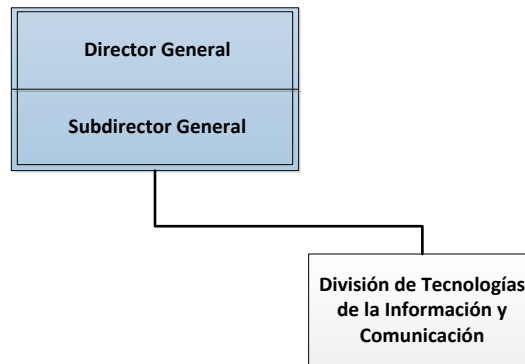 Director General
Subdirector General
División de Tecnologías
de la Información y
Comunicación